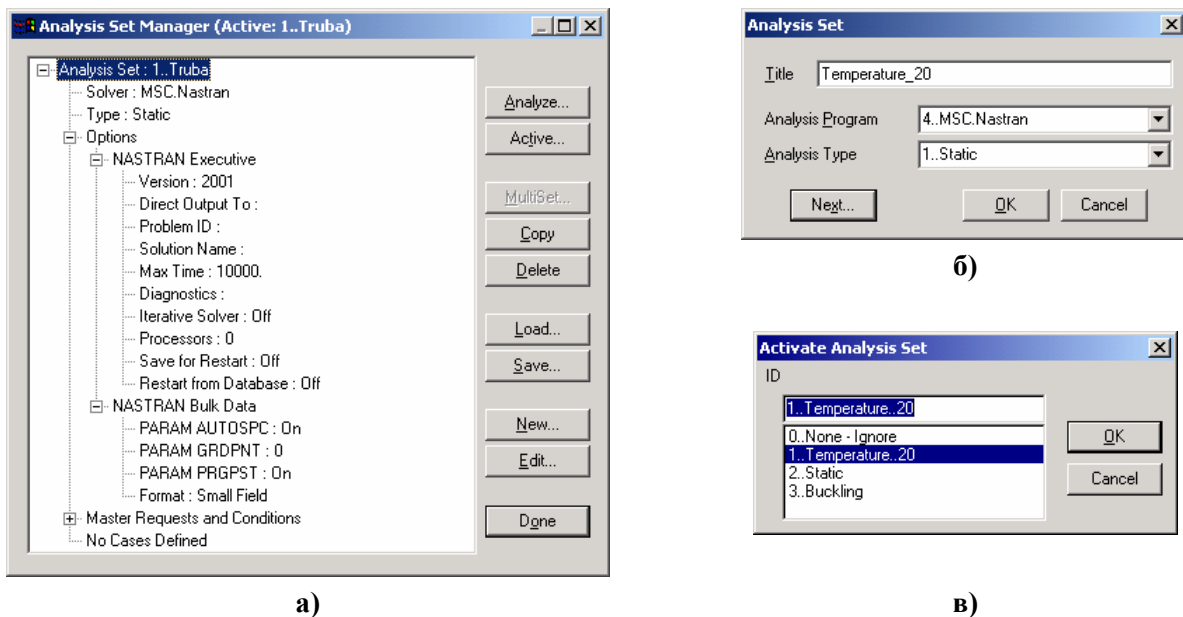 Analysis Set Manager (Active: 1..Truba)
Analysis Set : 1..Truba
Solver : MSC.Nastran
Type : Static
Options
NASTRAN Executive
Version : 2001
Direct Output To :
Problem ID :
Solution Name :
Max Time : 10000.
Diagnostics :
Iterative Solver : Off
Processors : 0
Save for Restart : Off
Restart from Database : Off
NASTRAN Bulk Data
PARAM AUTOSPC : On
PARAM GRDPNT : 0
PARAM PRGPST : On
Format : Small Field
Master Requests and Conditions
No Cases Defined
Analyze...
Active...
MultiSet...
Copy
Delete
Load...
Save...
New...
Edit...
Done
а)
Analysis Set
Title Temperature_20
Analysis Program 4..MSC.Nastran
Analysis Type 1..Static
Next... OK Cancel
б)
Activate Analysis Set
ID
1..Temperature..20
0..None - Ignore
1..Temperature..20
2..Static
3..Buckling
OK
Cancel
в)